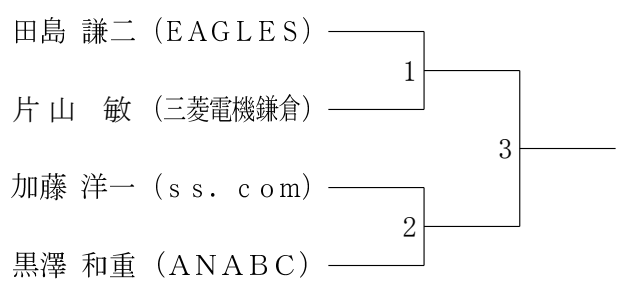 田島 謙二（EAGLES）
1
片山　敏（三菱電機鎌倉）
3
加藤 洋一（ss．com）
2
黒澤 和重（ANABC）